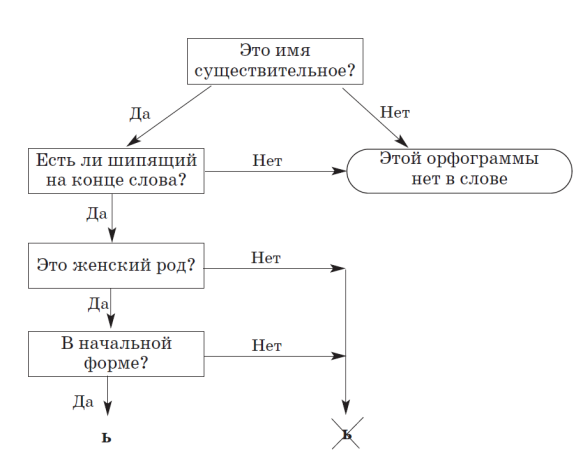 Это имя
существительное?
Да
Нет
Есть ли шипящий
на конце слова?
Нет
Этой орфограммы
нет в слове
Да
Это женский род?
Нет
Да
В начальной
форме?
Нет
Да
ь
ь